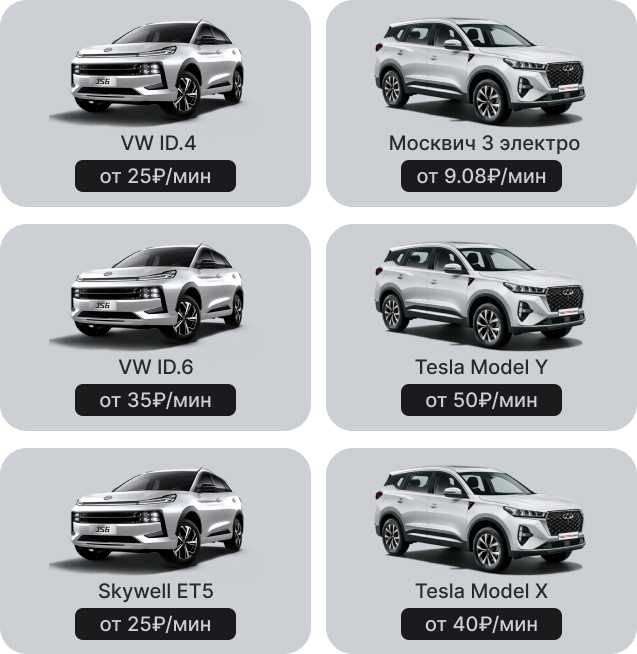 JS6
VW ID.4
от 25₽/мин
Москвич 3 электро
от 9.08₽/мин
JS6
VW ID.6
от 35₽/мин
Tesla Model Y
от 50₽/мин
JS6
Skywell ET5
от 25₽/мин
Tesla Model X
от 40₽/мин